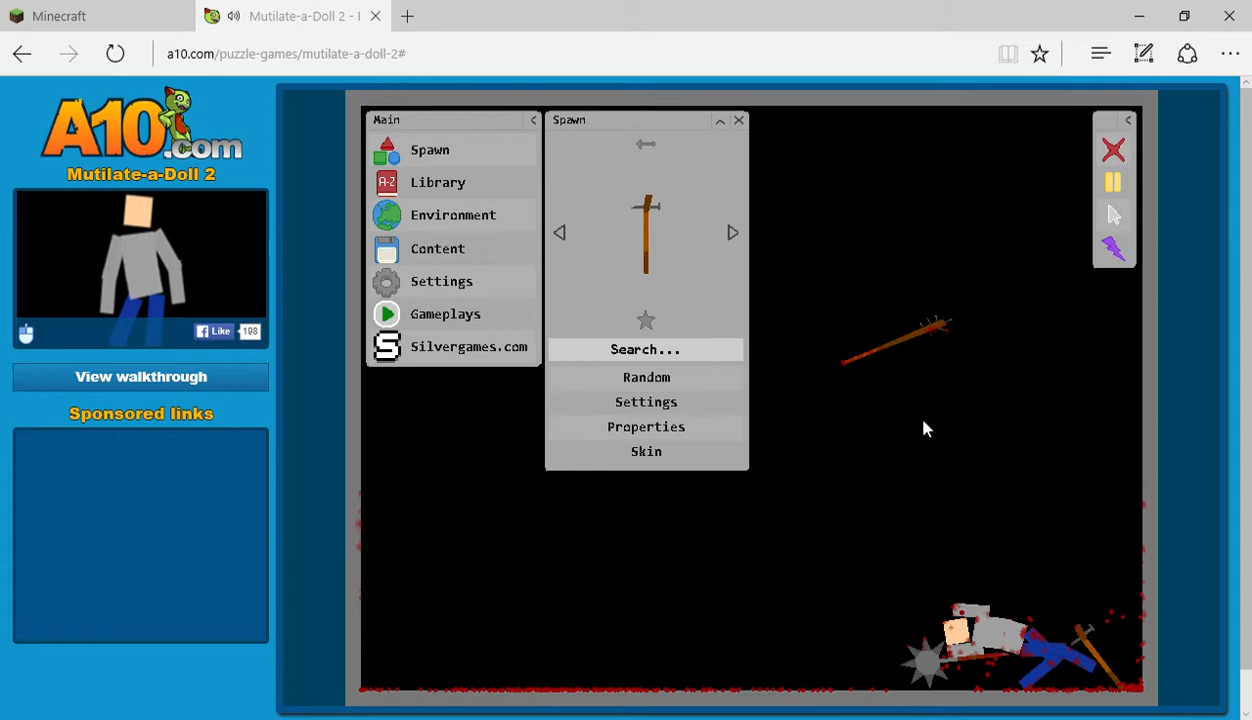 Minecraft
Mutilate-a-Doll 2 -
a10.com/puzzle-games/mutilate-a-doll-2#
A10
.com
Mutilate-a-Doll 2
f Like 198
View walkthrough
Sponsored links
Main
Spawn
A-Z Library
Environment
Content
Settings
Gameplays
S Silvergames.com
Spawn
Search...
Random
Settings
Properties
Skin